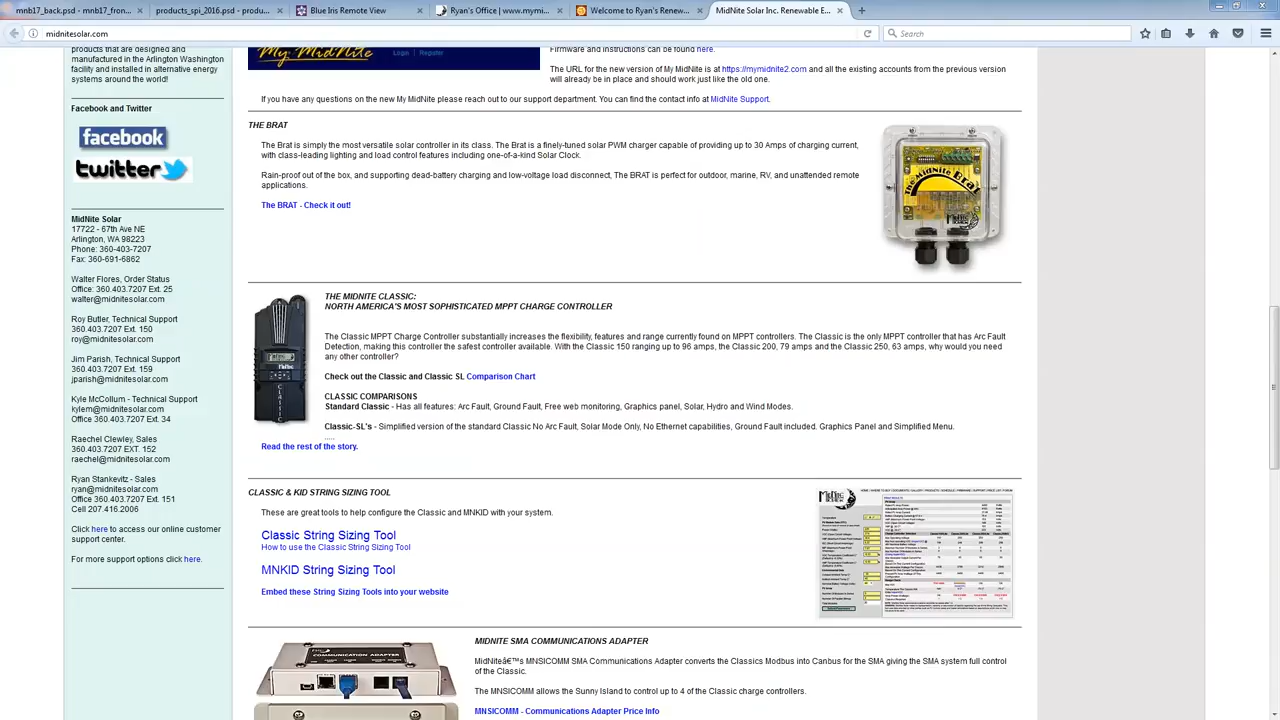 mnb17_back.psd - mnb17_fron...
products_spi_2016.psd -> dropbox
Blue Iris Remote
Ryan's Office | www.mym...
Welcome to Ryan's Renew...
MidNite Solar Inc. Renewable E...
midnitesolar.com
Search
products that are designed and
manufactured in the Arlington Washington
facility and installed in alternative energy
systems around the world!
Facebook and Twitter
facebook
twitter
MidNite Solar
17722 - 67th Ave NE
Arlington, WA 98223
Phone: 360-403-7207
Fax: 360-691-6862
Walter Flores, Order Status
Office: 360.403.7207 Ext. 25
walter@midnitesolar.com
Roy Butler, Technical Support
360.403.7207 Ext. 150
roy@midnitesolar.com
Jim Parish, Technical Support
360.403.7207 Ext. 159
jparish@midnitesolar.com
Kyle McCollum - Technical Support
kylem@midnitesolar.com
Office 360.403.7207 Ext. 34
Raechel Clewley, Sales
360.403.7207 EXT. 152
raechel@midnitesolar.com
Ryan Stankevitz - Sales
ryan@midnitesolar.com
Office 360.403.7207 Ext. 151
Cell 207.416.2006
Click here to access our online
support center.
For more support options click here.
My MidNite
Login | Register
Firmware and instructions can be found here.
The URL for the new version of My MidNite is at https://mymidnite2.com and all the existing accounts from the previous version
will already be in place and should work just like the old one.
If you have any questions on the new My MidNite please reach out to our support department. You can find the contact info at MidNite Support.
THE BRAT
The Brat is simply the most versatile solar controller in its class. The Brat is a finely-tuned solar PWM charger capable of providing up to 30 Amps of charging current,
with class-leading lighting and load control features including one-of-a-kind Solar Clock.
Rain-proof out of the box, and supporting dead-battery charging and low-voltage load disconnect, The BRAT is perfect for outdoor, marine, RV, and unattended remote
applications.
The BRAT - Check it out!
The MidNite Brat
THE MIDNITE CLASSIC:
NORTH AMERICA'S MOST SOPHISTICATED MPPT CHARGE CONTROLLER
The Classic MPPT Charge Controller substantially increases the flexibility, features and range currently found on MPPT controllers. The Classic is the only MPPT controller that has Arc Fault
Detection, making this controller the safest controller available. With the Classic 150 ranging up to 96 amps, the Classic 200, 79 amps and the Classic 250, 63 amps, why would you need
any other controller?
Check out the Classic and Classic SL Comparison Chart
CLASSIC COMPARISONS
Standard Classic - Has all features: Arc Fault, Ground Fault, Free web monitoring, Graphics panel, Solar, Hydro and Wind Modes.
Classic-SL's - Simplified version of the standard Classic No Arc Fault, Solar Mode Only, No Ethernet capabilities, Ground Fault included. Graphics Panel and Simplified Menu.
.....
Read the rest of the story.
CLASSIC
CLASSIC & KID STRING SIZING TOOL
These are great tools to help configure the Classic and MNKID with your system.
Classic String Sizing Tool
How to use the Classic String Sizing Tool
MNKID String Sizing Tool
Embed these String Sizing Tools into your website
MIDNITE SMA COMMUNICATIONS ADAPTER
MidNiteâ€™s MNSICOMM SMA Communications Adapter converts the Classics Modbus into Canbus for the SMA giving the SMA system full control
of the Classic.
The MNSICOMM allows the Sunny Island to control up to 4 of the Classic charge controllers.
MNSICOMM - Communications Adapter Price Info
COMMUNICATION ADAPTER